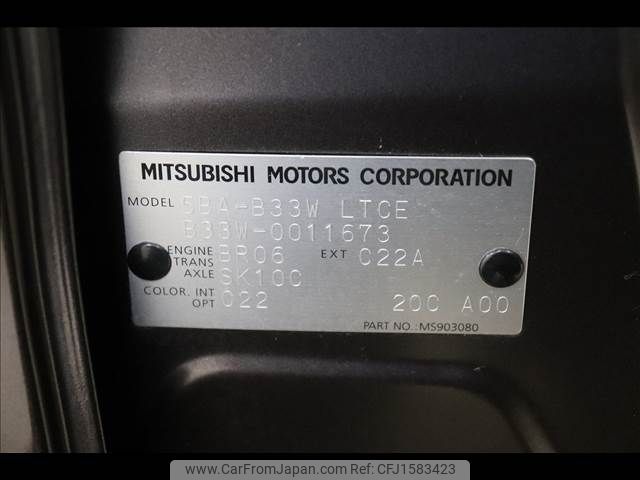 MITSUBISHI MOTORS CORPORATION
MODEL 5BA-B33W LTCE
B33W-0011673
ENGINE BR06 EXT C22A
TRANS AXLE SK10C
COLOR. INT OPT 022 20C A00
PART NO.: MS903080
www.CarFromJapan.com - CFJ1583423